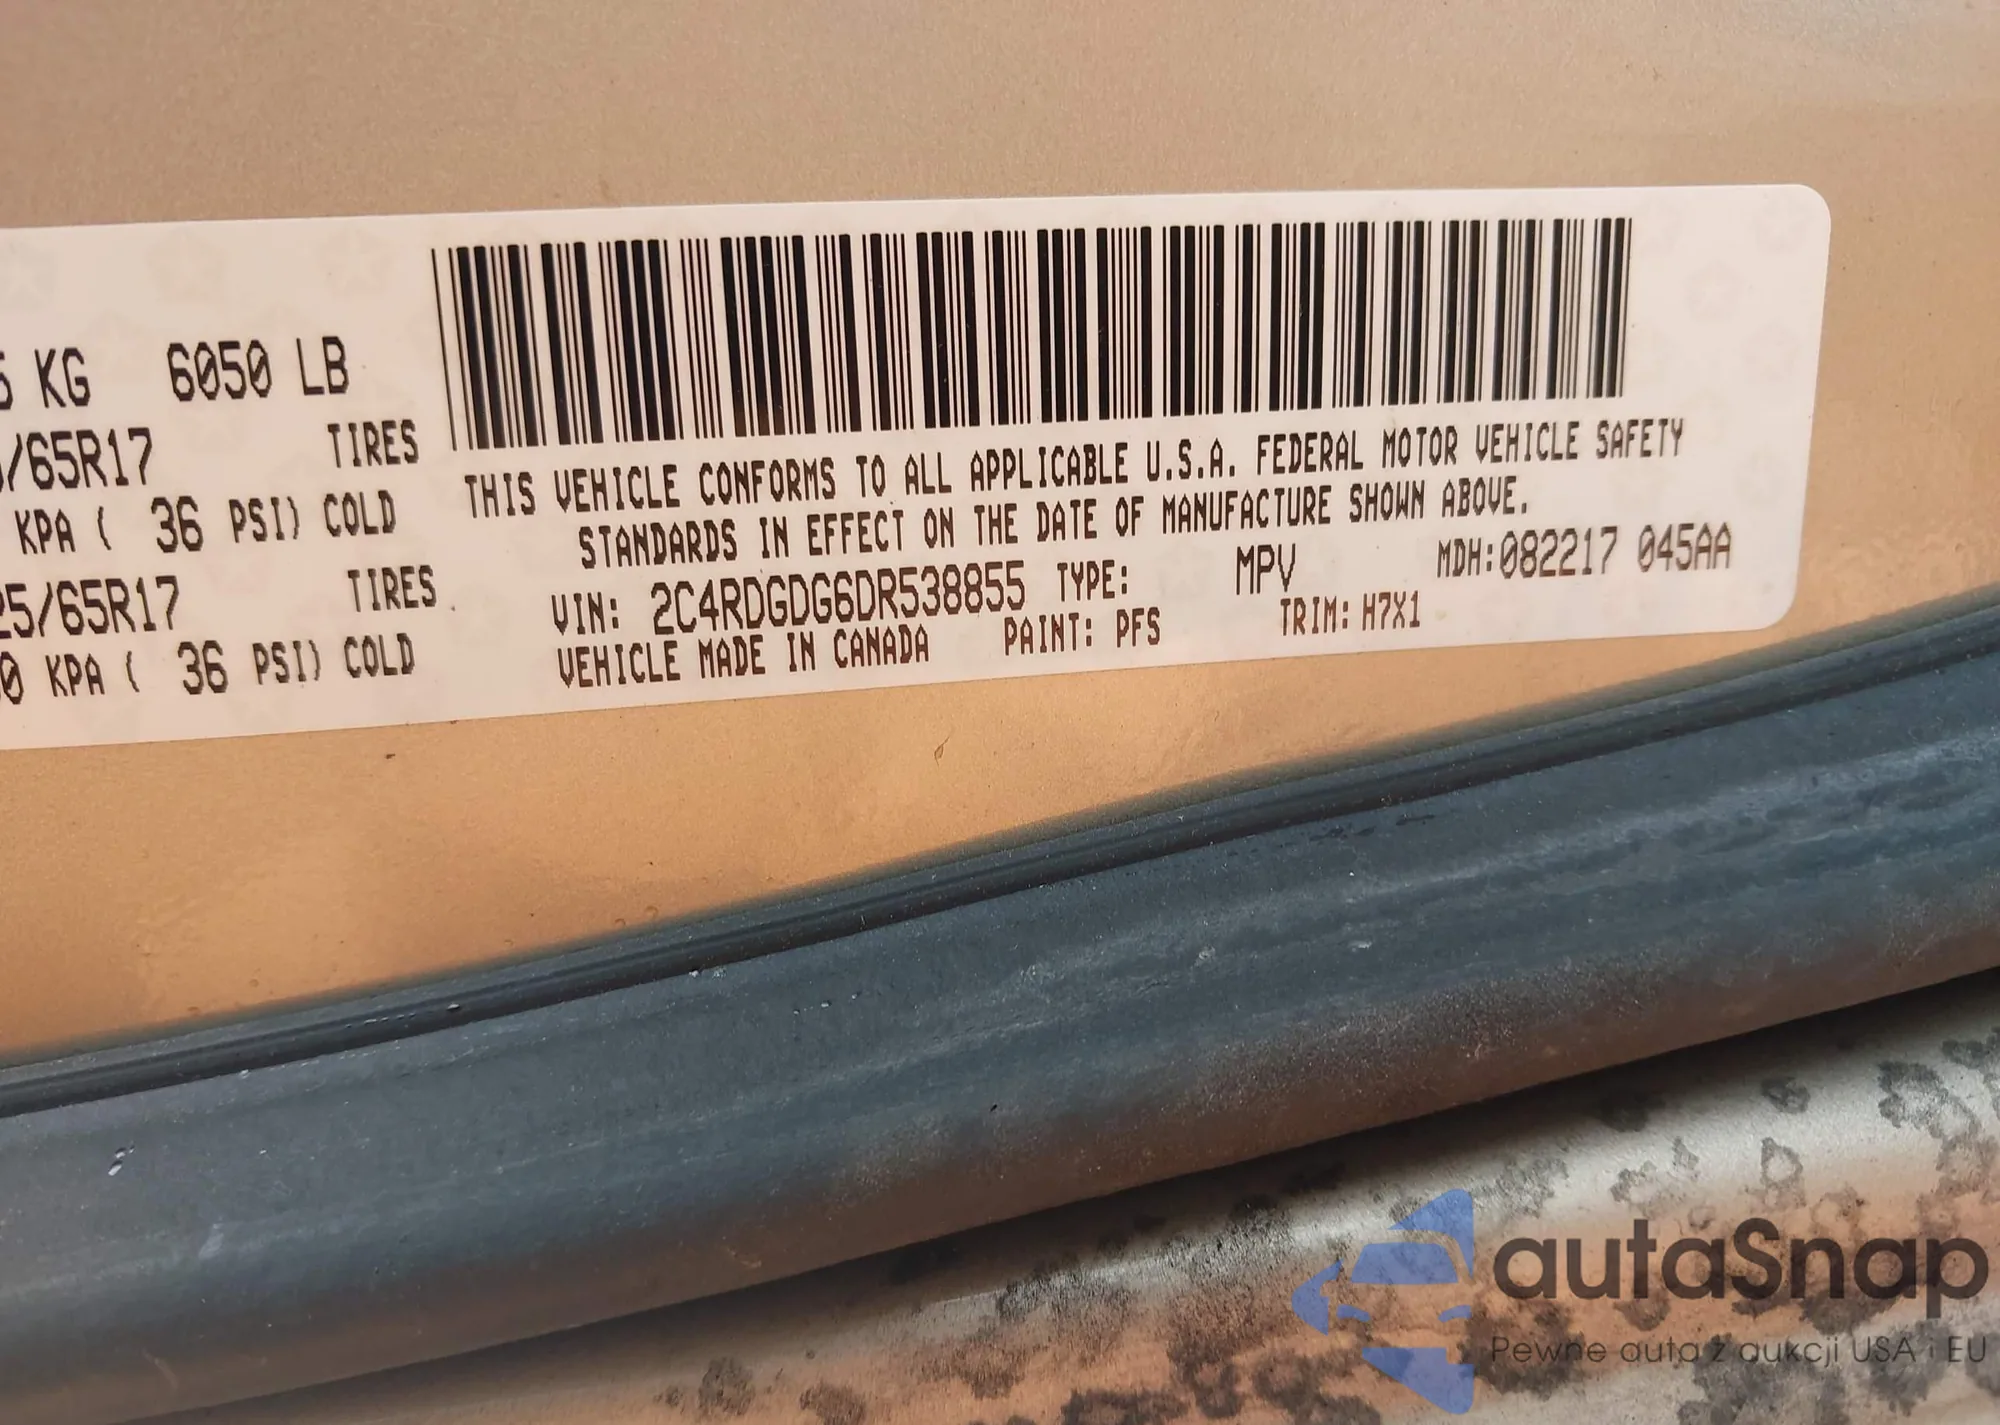 KG 6050 LB
/65R17 TIRES
KPA ( 36 PSI) COLD
25/65R17 TIRES
0 KPA ( 36 PSI) COLD
THIS VEHICLE CONFORMS TO ALL APPLICABLE U.S.A. FEDERAL MOTOR VEHICLE SAFETY
STANDARDS IN EFFECT ON THE DATE OF MANUFACTURE SHOWN ABOVE.
VIN: 2C4RDGDG6DR538855 TYPE: MPV MDH:082217 045AA
VEHICLE MADE IN CANADA PAINT: PFS TRIM: H7X1
autaSnap
Pewne auta z aukcji USA i EU